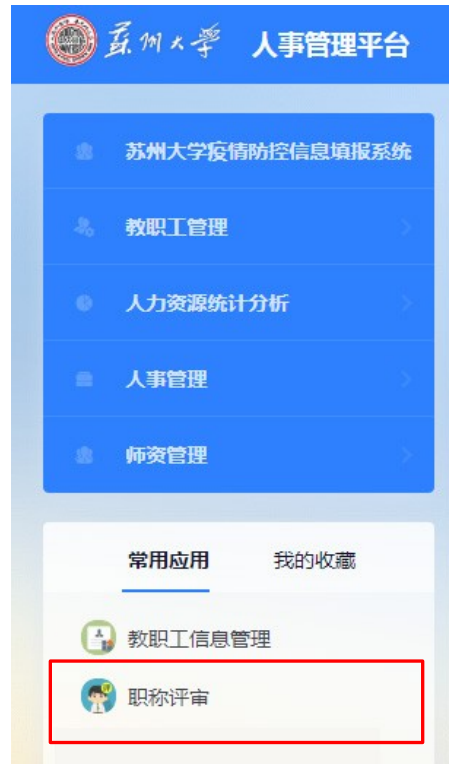 苏州大学 人事管理平台
苏州大学疫情防控信息填报系统
教职工管理
人力资源统计分析
人事管理
师资管理
常用应用 我的收藏
教职工信息管理
职称评审